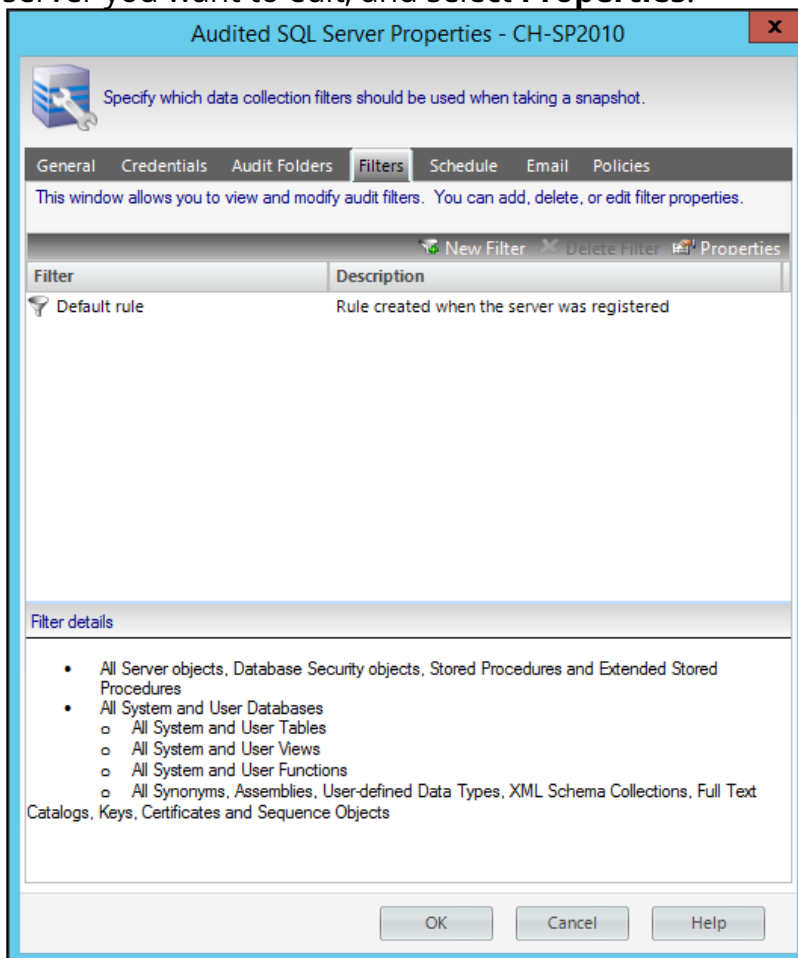 server you want to edit, and select Properties.
Audited SQL Server Properties - CH-SP2010
x
Specify which data collection filters should be used when taking a snapshot.
General Credentials Audit Folders Filters Schedule Email Policies
This window allows you to view and modify audit filters. You can add, delete, or edit filter properties.
New Filter Delete Filter Properties
Filter Description
Default rule Rule created when the server was registered
Filter details
• All Server objects, Database Security objects, Stored Procedures and Extended Stored
Procedures
• All System and User Databases
o All System and User Tables
o All System and User Views
o All System and User Functions
o All Synonyms, Assemblies, User-defined Data Types, XML Schema Collections, Full Text
Catalogs, Keys, Certificates and Sequence Objects
OK Cancel Help